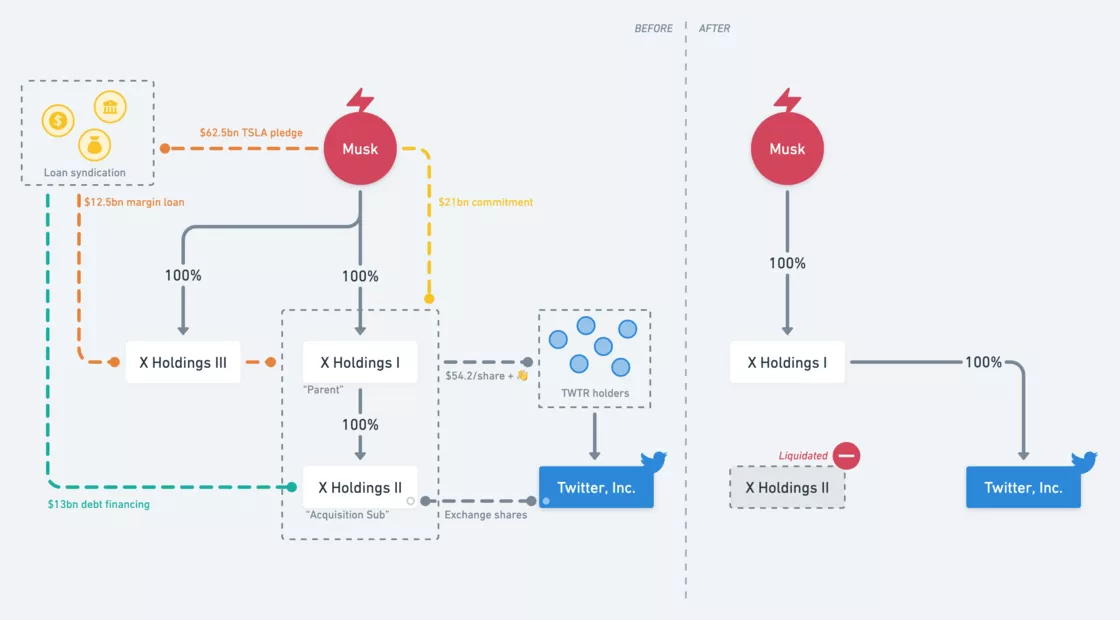 BEFORE
AFTER
Loan syndication
$62.5bn TSLA pledge
Musk
$12.5bn margin loan
$21bn commitment
100%
100%
X Holdings III
X Holdings I
"Parent"
$54.2/share + 👋
TWTR holders
100%
X Holdings II
"Acquisition Sub"
$13bn debt financing
Exchange shares
Twitter, Inc.
Musk
100%
X Holdings I
100%
Liquidated
X Holdings II
Twitter, Inc.